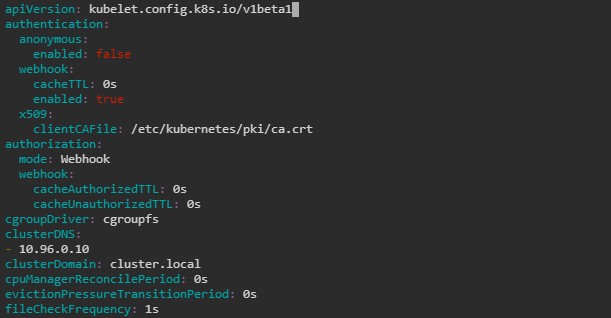 apiVersion: kubelet.config.k8s.io/v1beta1
authentication:
  anonymous:
    enabled: false
  webhook:
    cacheTTL: 0s
    enabled: true
  x509:
    clientCAFile: /etc/kubernetes/pki/ca.crt
authorization:
  mode: Webhook
  webhook:
    cacheAuthorizedTTL: 0s
    cacheUnauthorizedTTL: 0s
cgroupDriver: cgroupfs
clusterDNS:
- 10.96.0.10
clusterDomain: cluster.local
cpuManagerReconcilePeriod: 0s
evictionPressureTransitionPeriod: 0s
fileCheckFrequency: 1s